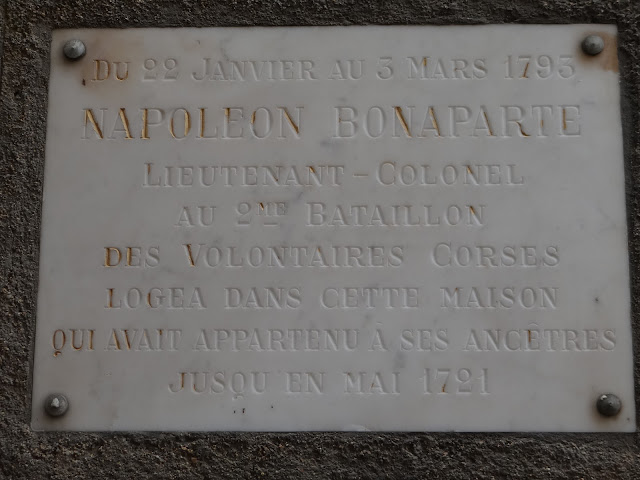 DU 22 JANVIER AU 3 MARS 1793
NAPOLEON BONAPARTE
LIEUTENANT-COLONEL
AU 2ME BATAILLON
DES VOLONTAIRES CORSES
LOGEA DANS CETTE MAISON
QUI AVAIT APPARTENU À SES ANCÊTRES
JUSQU'EN MAI 1721